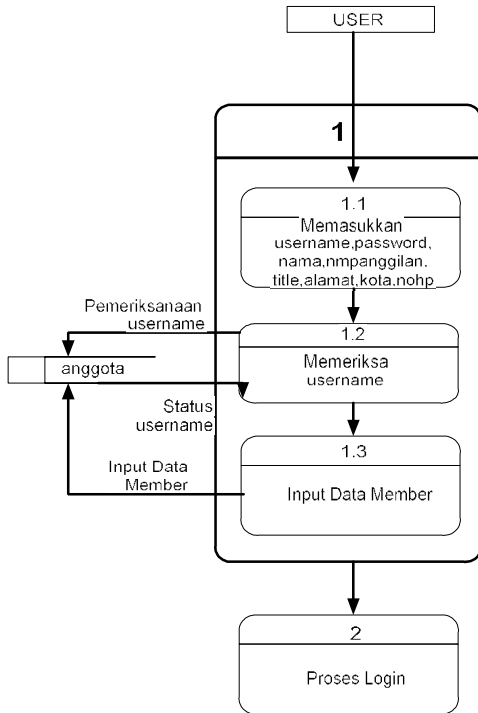 USER
1
1.1
Memasukkan
username,password,
nama,nmpanggilan.
title,alamat,kota,nohp
Pemeriksanaan
username
1.2
Memeriksa
username
anggota
Status
username
1.3
Input Data Member
Input Data
Member
2
Proses Login